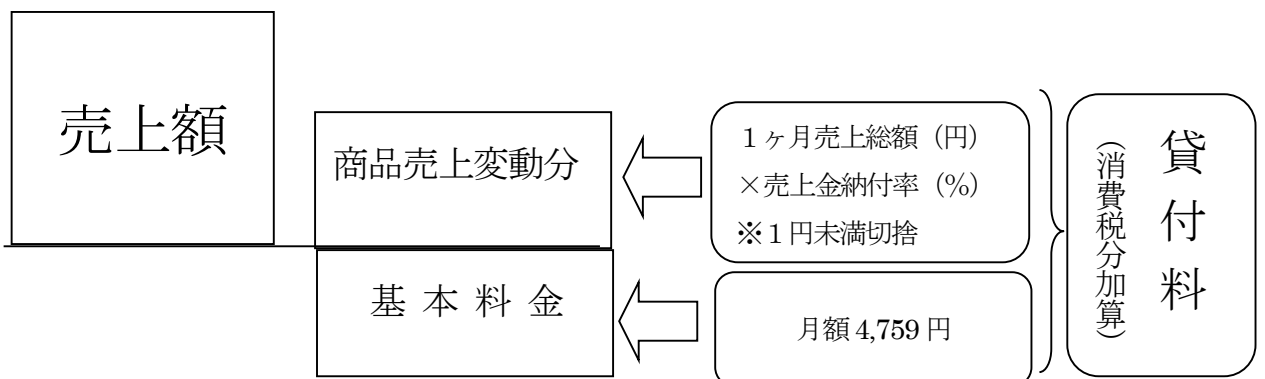 売上額
商品売上変動分
1ヶ月売上総額（円）
×売上金納付率（%）
※1円未満切捨
基本料金
月額4,759円
貸付料
（消費税分加算）